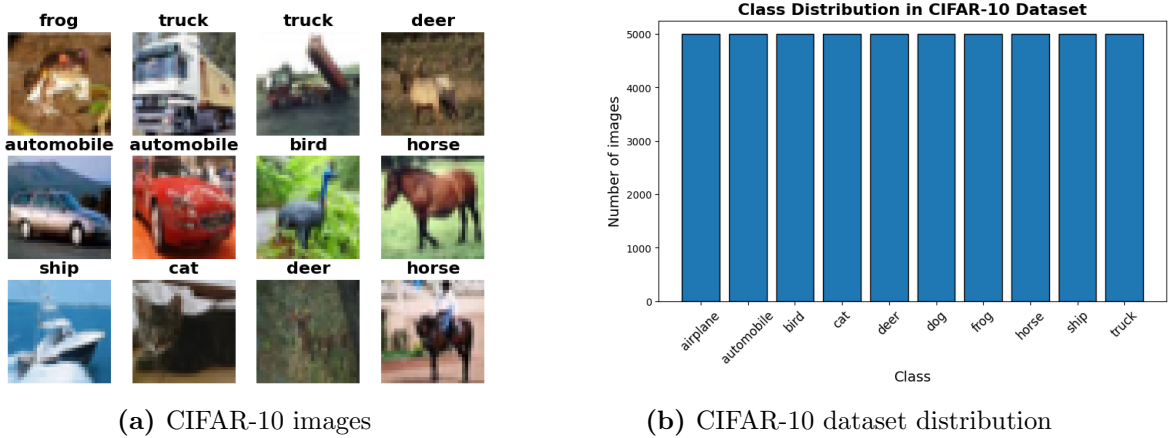 frog truck truck deer
automobile automobile bird horse
ship cat deer horse
(a) CIFAR-10 images
Class Distribution in CIFAR-10 Dataset
Number of images
5000
4000
3000
2000
1000
0
airplane automobile bird cat deer dog frog horse ship truck
Class
(b) CIFAR-10 dataset distribution